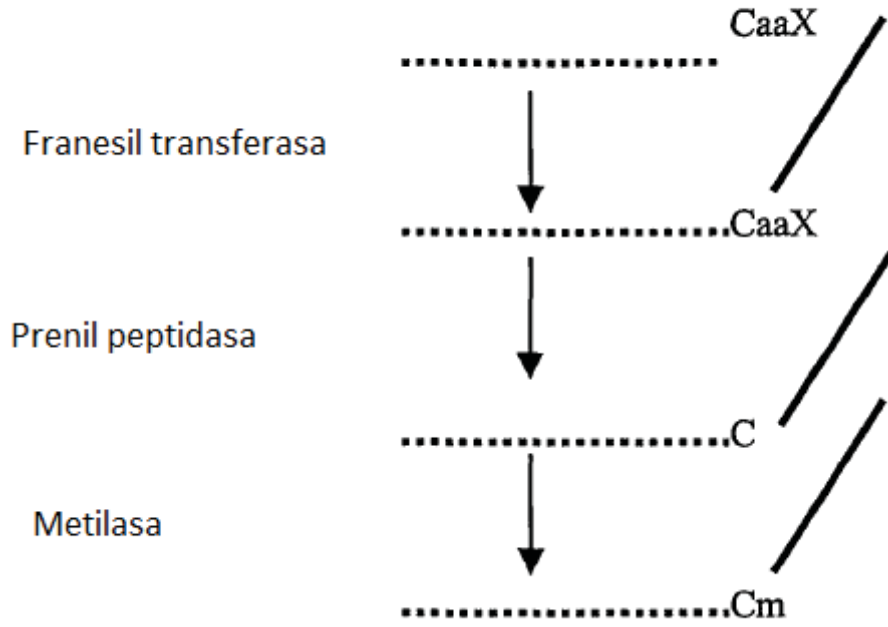 CaaX
Franesil transferasa
CaaX
Prenil peptidasa
C
Metilasa
Cm